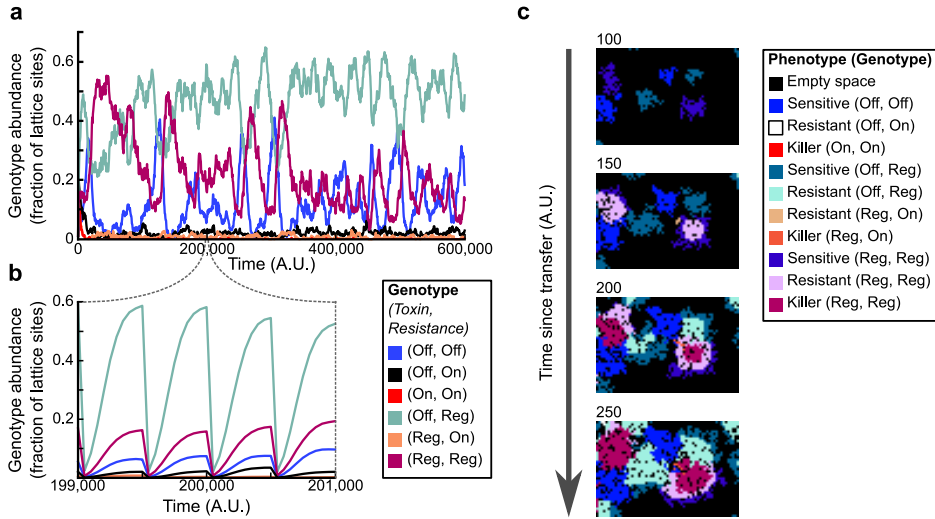 a
Genotype abundance
(fraction of lattice sites)
0.6
0.4
0.2
0
0
200,000
400,000
600,000
Time (A.U.)
b
Genotype abundance
(fraction of lattice sites)
0.6
0.4
0.2
199,000
200,000
201,000
Time (A.U.)
Genotype
(Toxin,
Resistance)
(Off, Off)
(Off, On)
(On, On)
(Off, Reg)
(Reg, On)
(Reg, Reg)
c
Time since transfer (A.U.)
100
150
200
250
Phenotype (Genotype)
Empty space
Sensitive (Off, Off)
Resistant (Off, On)
Killer (On, On)
Sensitive (Off, Reg)
Resistant (Off, Reg)
Resistant (Reg, On)
Killer (Reg, On)
Sensitive (Reg, Reg)
Resistant (Reg, Reg)
Killer (Reg, Reg)